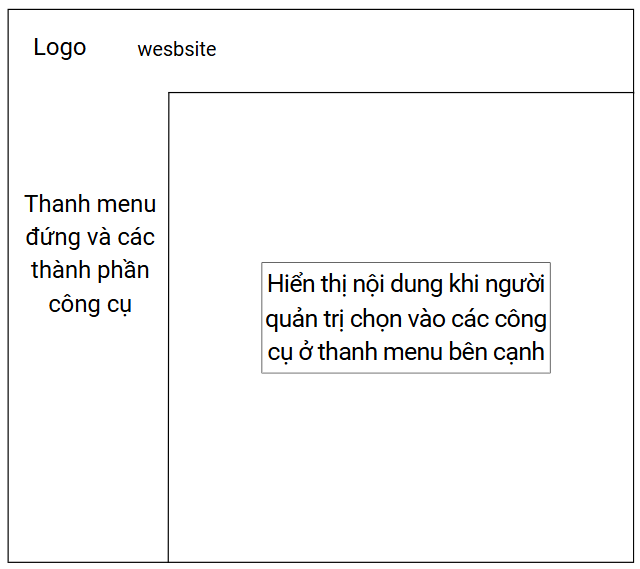 Logo
wesbsite
Thanh menu
đứng và các
thành phần
công cụ
Hiển thị nội dung khi người
quản trị chọn vào các công
cụ ở thanh menu bên cạnh